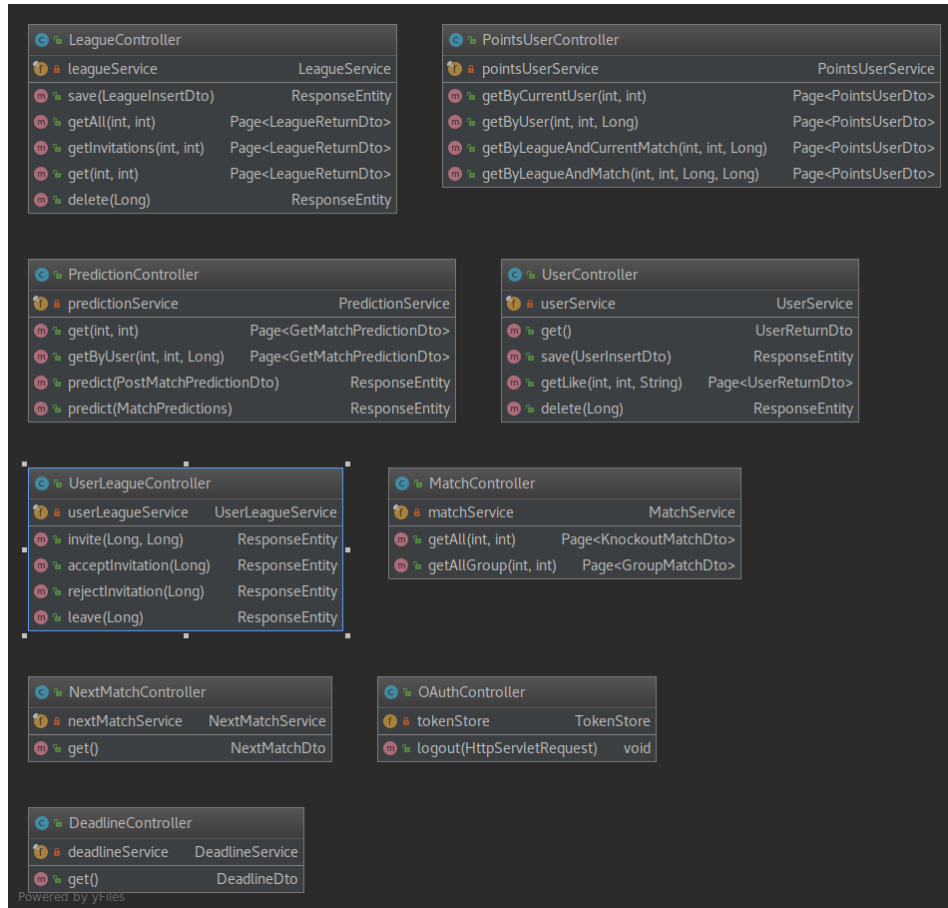 LeagueController
leagueService LeagueService
save(LeagueInsertDto) ResponseEntity
getAll(int, int) Page<LeagueReturnDto>
getInvitations(int, int) Page<LeagueReturnDto>
get(int, int) Page<LeagueReturnDto>
delete(Long) ResponseEntity
PointsUserController
pointsUserService PointsUserService
getByCurrentUser(int, int) Page<PointsUserDto>
getByUser(int, int, Long) Page<PointsUserDto>
getByLeagueAndCurrentMatch(int, int, Long) Page<PointsUserDto>
getByLeagueAndMatch(int, int, Long, Long) Page<PointsUserDto>
PredictionController
predictionService PredictionService
get(int, int) Page<GetMatchPredictionDto>
getByUser(int, int, Long) Page<GetMatchPredictionDto>
predict(PostMatchPredictionDto) ResponseEntity
predict(MatchPredictions) ResponseEntity
UserController
userService UserService
get() UserReturnDto
save(UserInsertDto) ResponseEntity
getLike(int, int, String) Page<UserReturnDto>
delete(Long) ResponseEntity
UserLeagueController
userLeagueService UserLeagueService
invite(Long, Long) ResponseEntity
acceptInvitation(Long) ResponseEntity
rejectInvitation(Long) ResponseEntity
leave(Long) ResponseEntity
MatchController
matchService MatchService
getAll(int, int) Page<KnockoutMatchDto>
getAllGroup(int, int) Page<GroupMatchDto>
NextMatchController
nextMatchService NextMatchService
get() NextMatchDto
OAuthController
tokenStore TokenStore
logout(HttpServletRequest) void
DeadlineController
deadlineService DeadlineService
get() DeadlineDto
Powered by yFiles